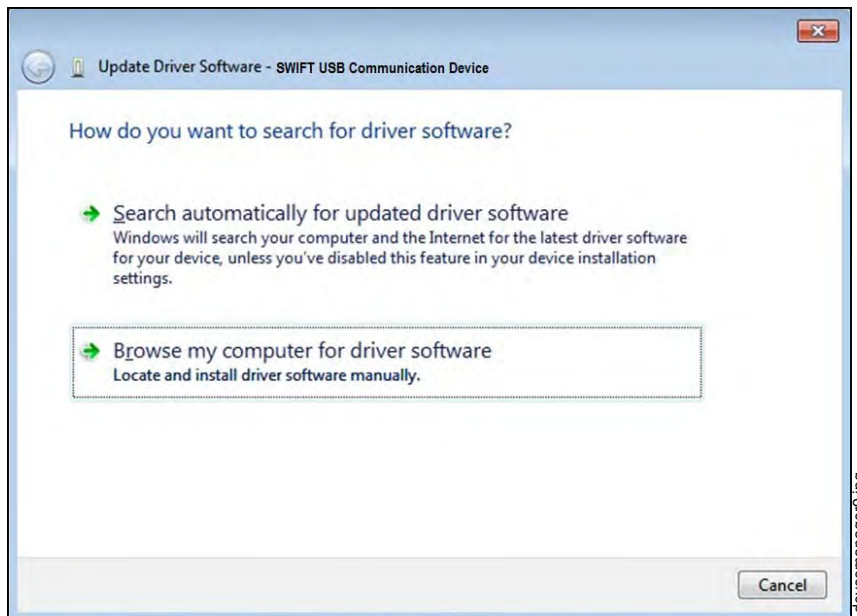 Update Driver Software - SWIFT USB Communication Device
How do you want to search for driver software?
Search automatically for updated driver software
Windows will search your computer and the Internet for the latest driver software
for your device, unless you've disabled this feature in your device installation
settings.
Browse my computer for driver software
Locate and install driver software manually.
Cancel